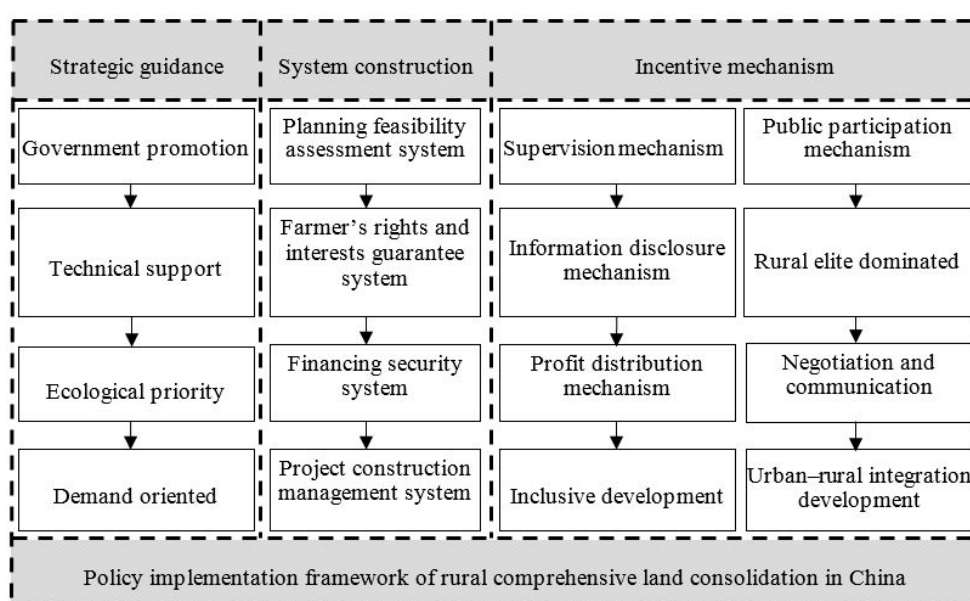 Strategic guidance
System construction
Incentive mechanism
Government promotion
Technical support
Ecological priority
Demand oriented
Planning feasibility
assessment system
Farmer's rights and
interests guarantee
system
Financing security
system
Project construction
management system
Supervision mechanism
Information disclosure
mechanism
Profit distribution
mechanism
Inclusive development
Public participation
mechanism
Rural elite dominated
Negotiation and
communication
Urban–rural integration
development
Policy implementation framework of rural comprehensive land consolidation in China